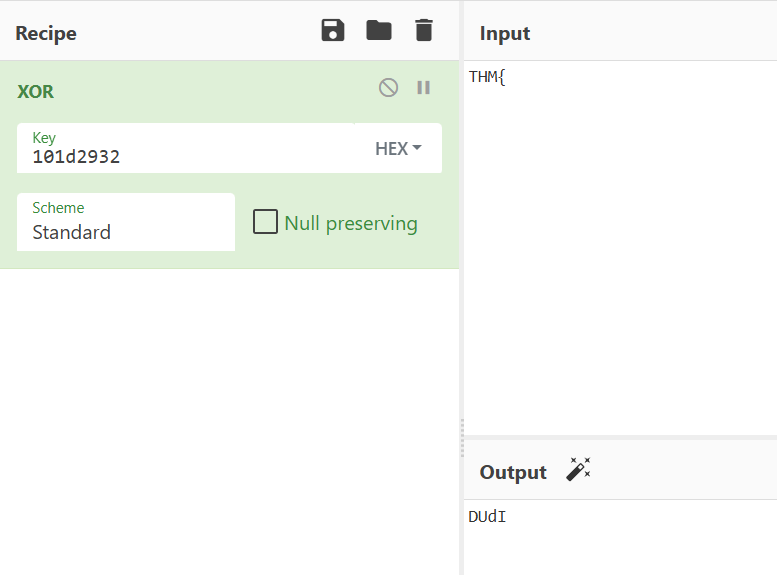 Recipe
XOR
Key
101d2932
HEX
Scheme
Standard
Null preserving
Input
THM{
Output
DUdI